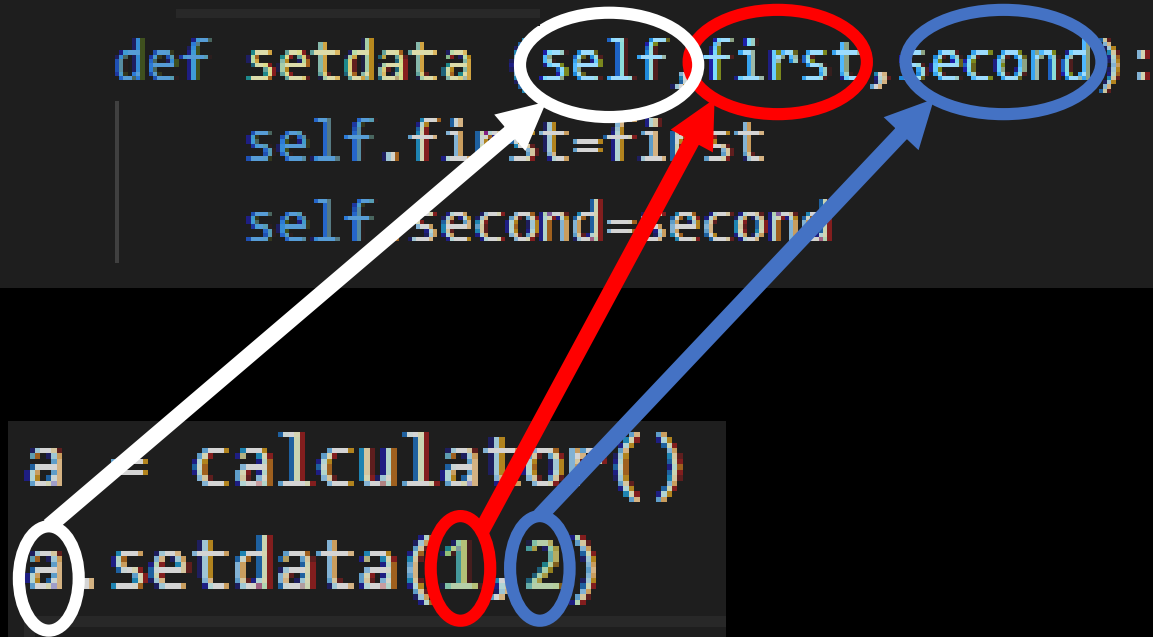 def setdata (self,first,second):
self.first=first
self.second=second
a = calculator()
a.setdata(1,2)